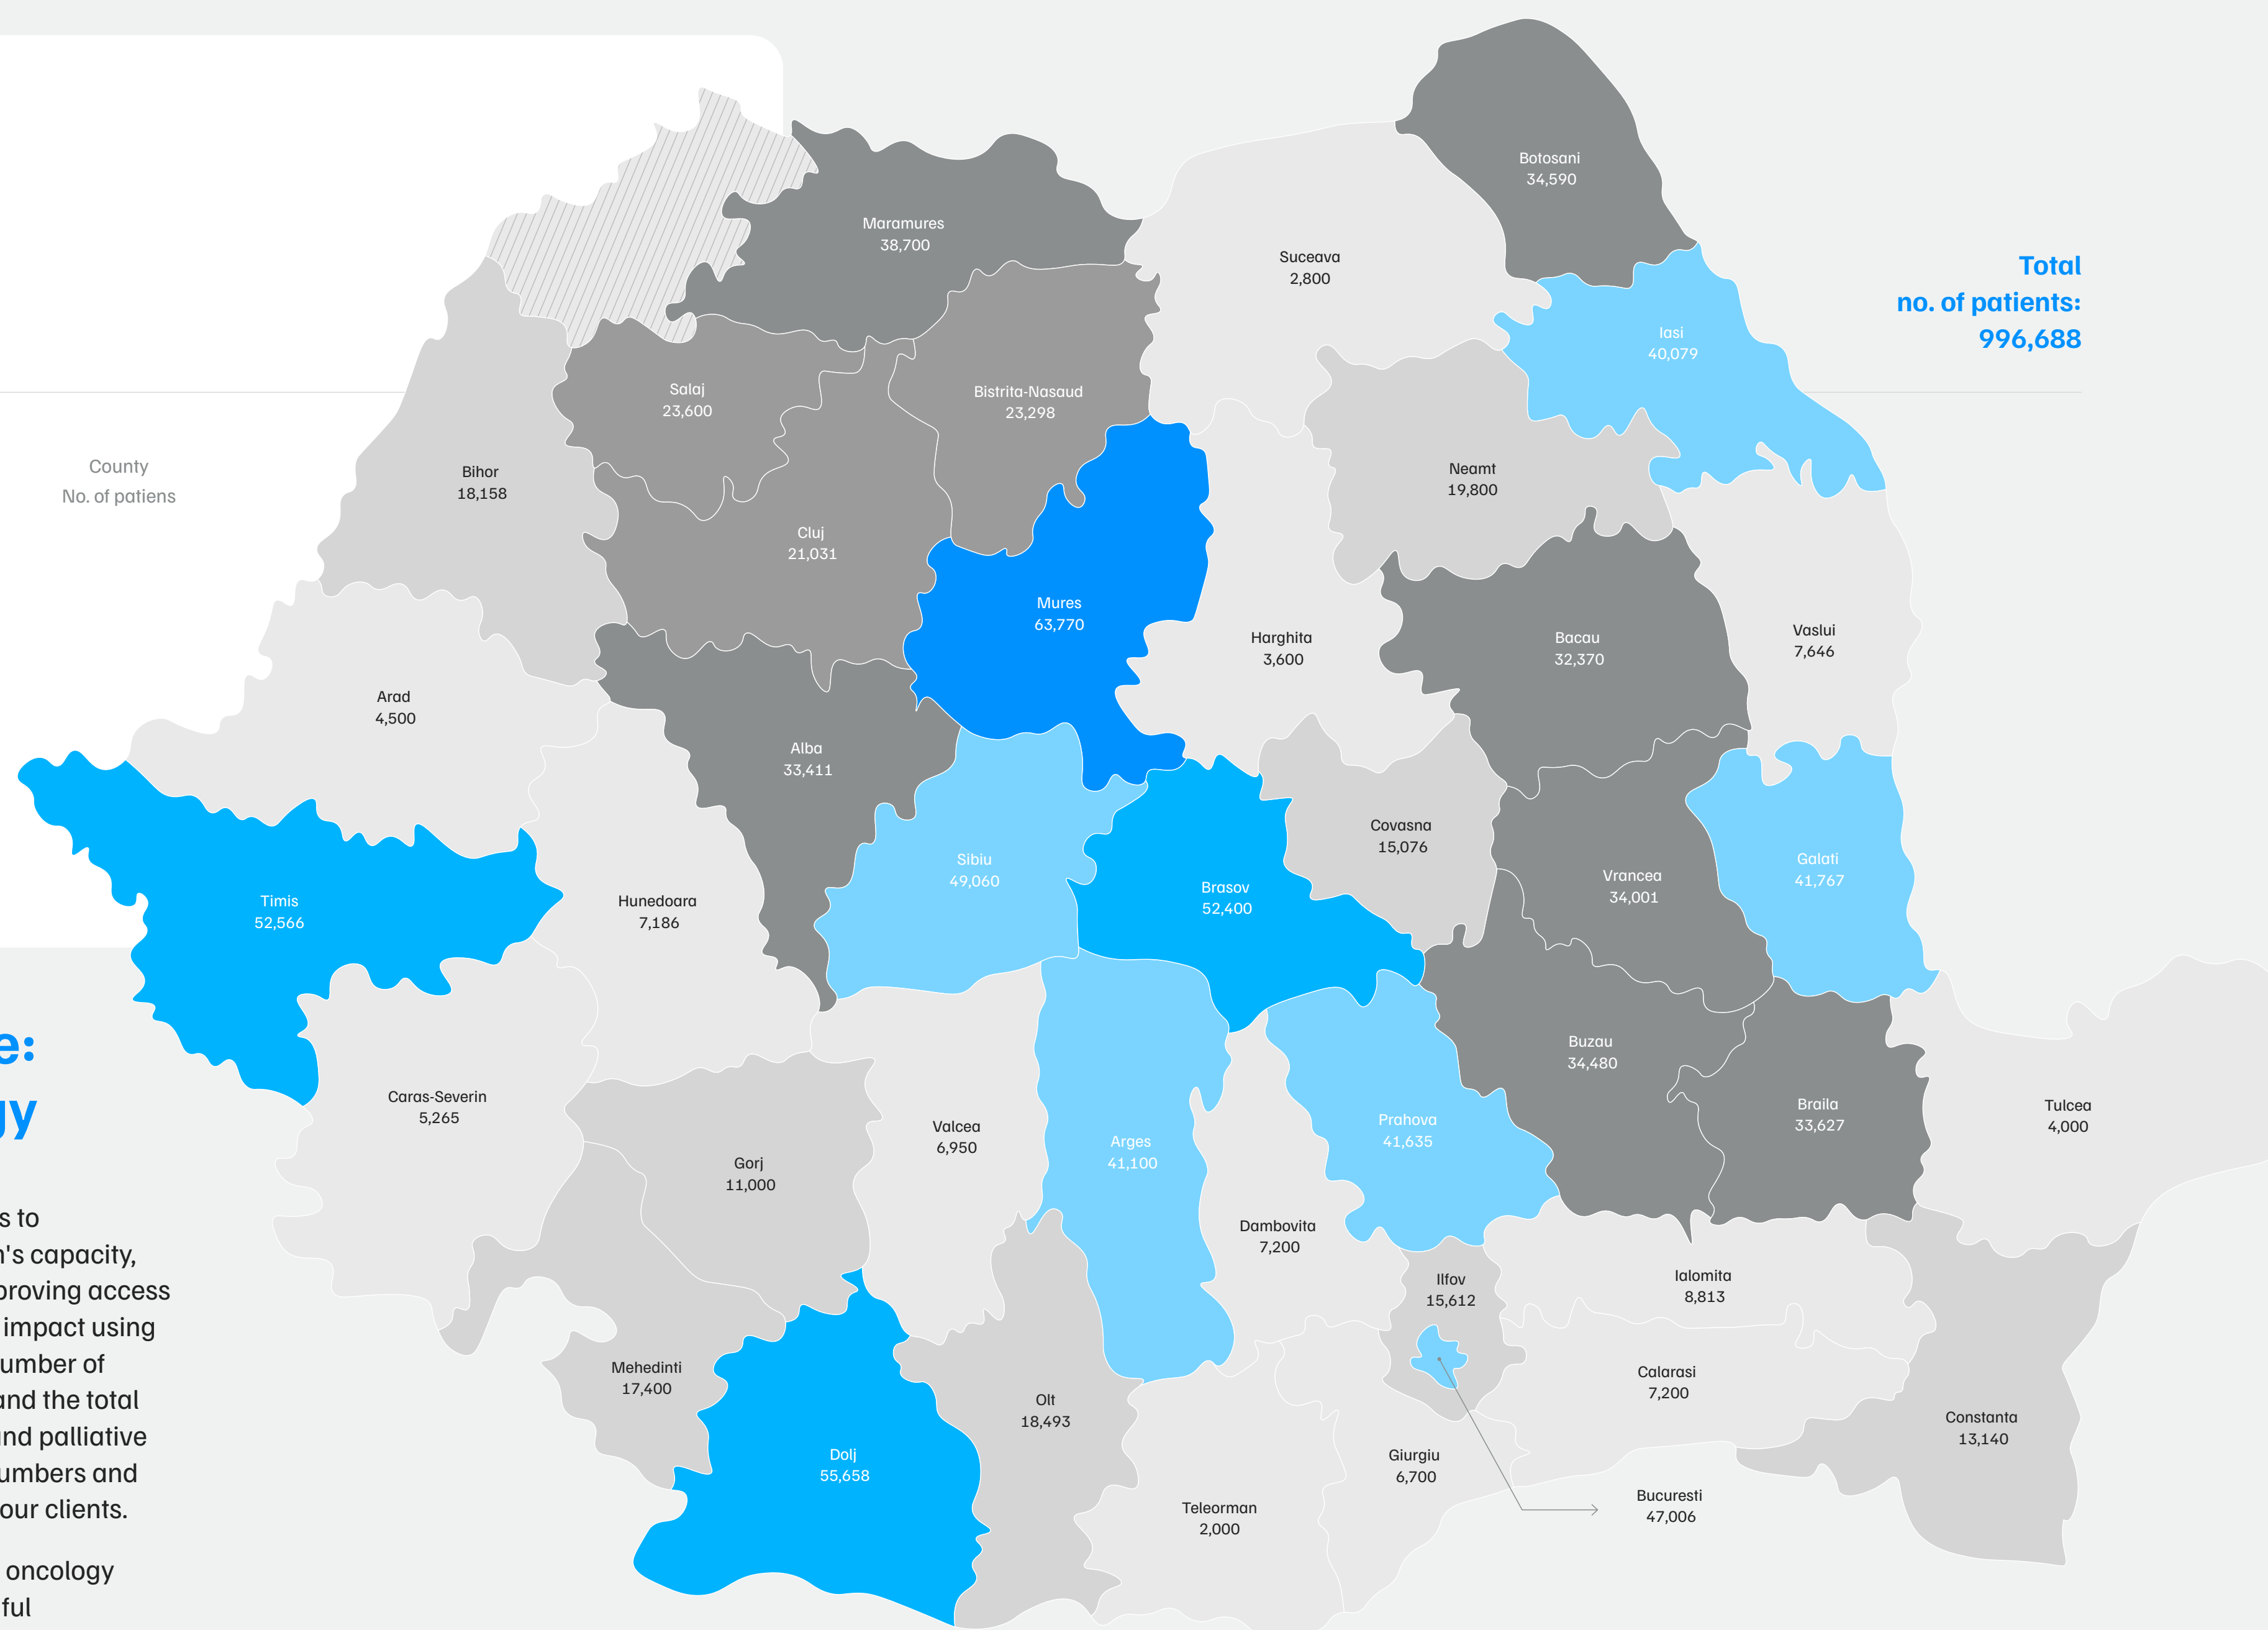 Botosani
34,590
Maramures
38,700
Suceava
2,800
Total
no. of patients:
996,688
Iasi
40,079
Salaj
23,600
Bistrita-Nasaud
23,298
County
No. of patiens
Bihor
18,158
Neamt
19,800
Cluj
21,031
Mures
63,770
Harghita
3,600
Bacau
32,370
Vaslui
7,646
Arad
4,500
Alba
33,411
Covasna
15,076
Sibiu
49,060
Galati
41,767
Vrancea
34,001
Brasov
52,400
Timis
52,566
Hunedoara
7,186
e:
gy
Buzau
34,480
Caras-Severin
5,265
Braila
33,627
Tulcea
4,000
Prahova
41,635
Valcea
6,950
Arges
41,100
Gorj
11,000
Dambovita
7,200
s to
n's capacity,
proving access
impact using
umber of
and the total
and palliative
umbers and
our clients.
oncology
ful
Ilfov
15,612
Ialomita
8,813
Mehedinti
17,400
Calarasi
7,200
Olt
18,493
Constanta
13,140
Dolj
55,658
Giurgiu
6,700
Bucuresti
47,006
Teleorman
2,000